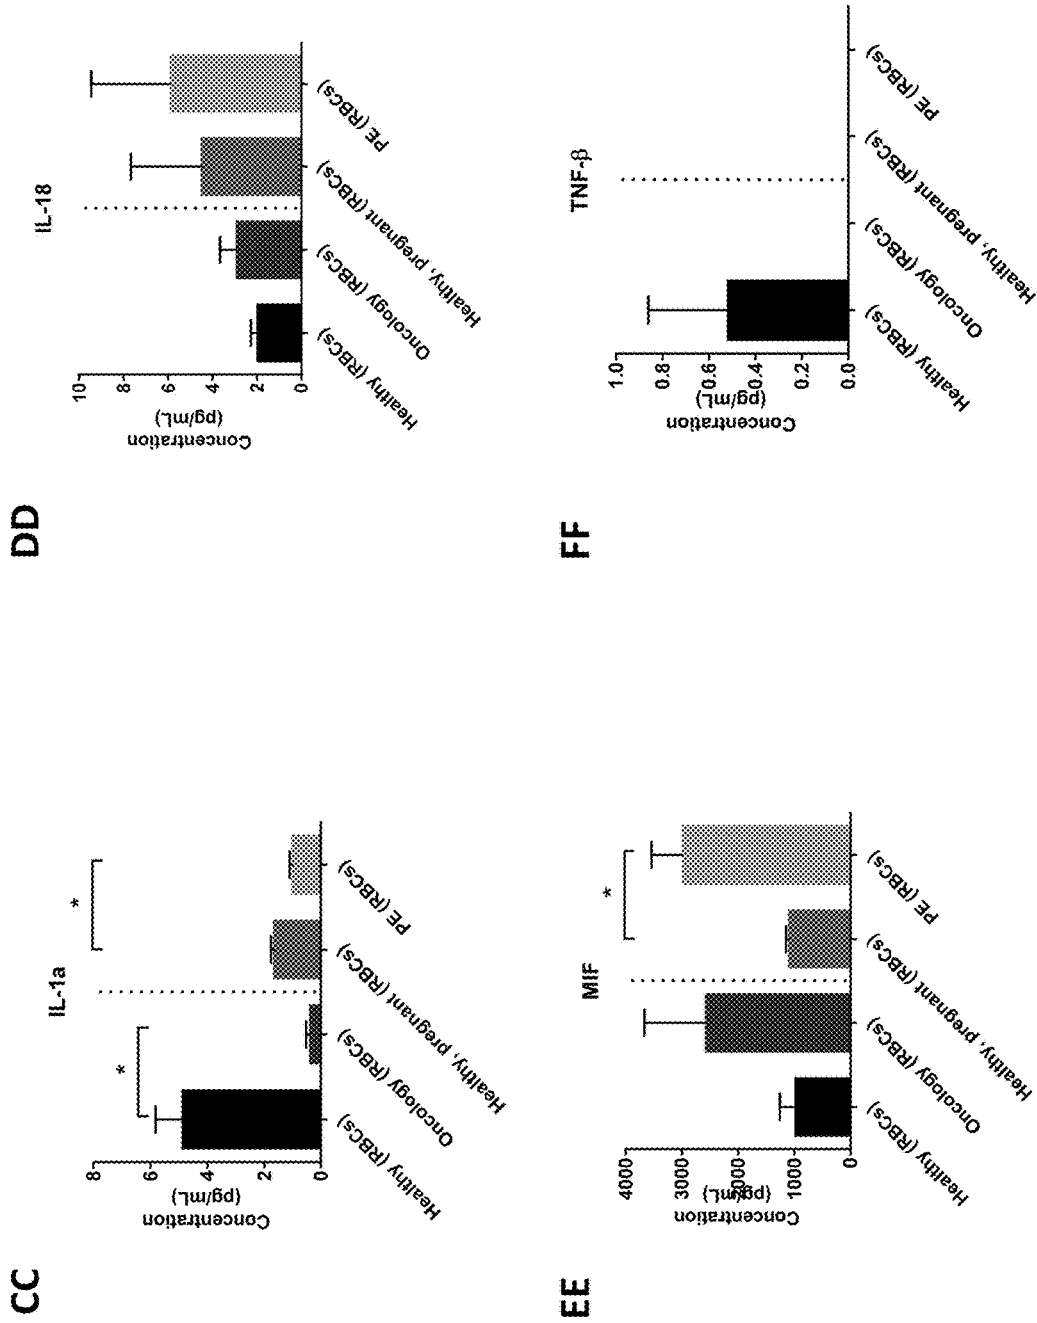 CC
IL-1a
Concentration
(pg/mL)
8
6
4
2
0
*
*
Healthy (RBCs)
Oncology (RBCs)
Healthy, pregnant (RBCs)
PE (RBCs)
DD
IL-18
Concentration
(pg/mL)
10
8
6
4
2
0
Healthy (RBCs)
Oncology (RBCs)
Healthy, pregnant (RBCs)
PE (RBCs)
EE
MIF
Concentration
(pg/mL)
4000
3000
2000
1000
0
*
Healthy (RBCs)
Oncology (RBCs)
Healthy, pregnant (RBCs)
PE (RBCs)
FF
TNF-β
Concentration
(pg/mL)
1.0
0.8
0.6
0.4
0.2
0.0
Healthy (RBCs)
Oncology (RBCs)
Healthy, pregnant (RBCs)
PE (RBCs)